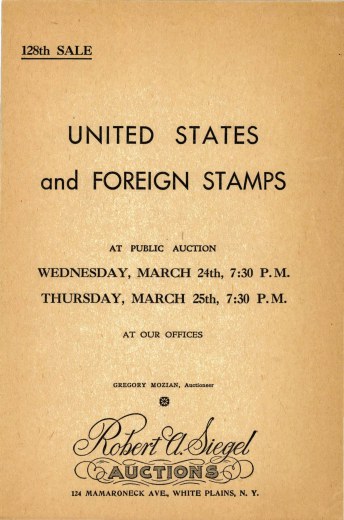 128th SALE
UNITED STATES
and FOREIGN STAMPS
AT PUBLIC AUCTION
WEDNESDAY, MARCH 24th, 7:30 P.M.
THURSDAY, MARCH 25th, 7:30 P.M.
AT OUR OFFICES
GREGORY MOZIAN, Auctioneer
Robert A. Siegel
AUCTIONS
124 MAMARONECK AVE., WHITE PLAINS, N. Y.